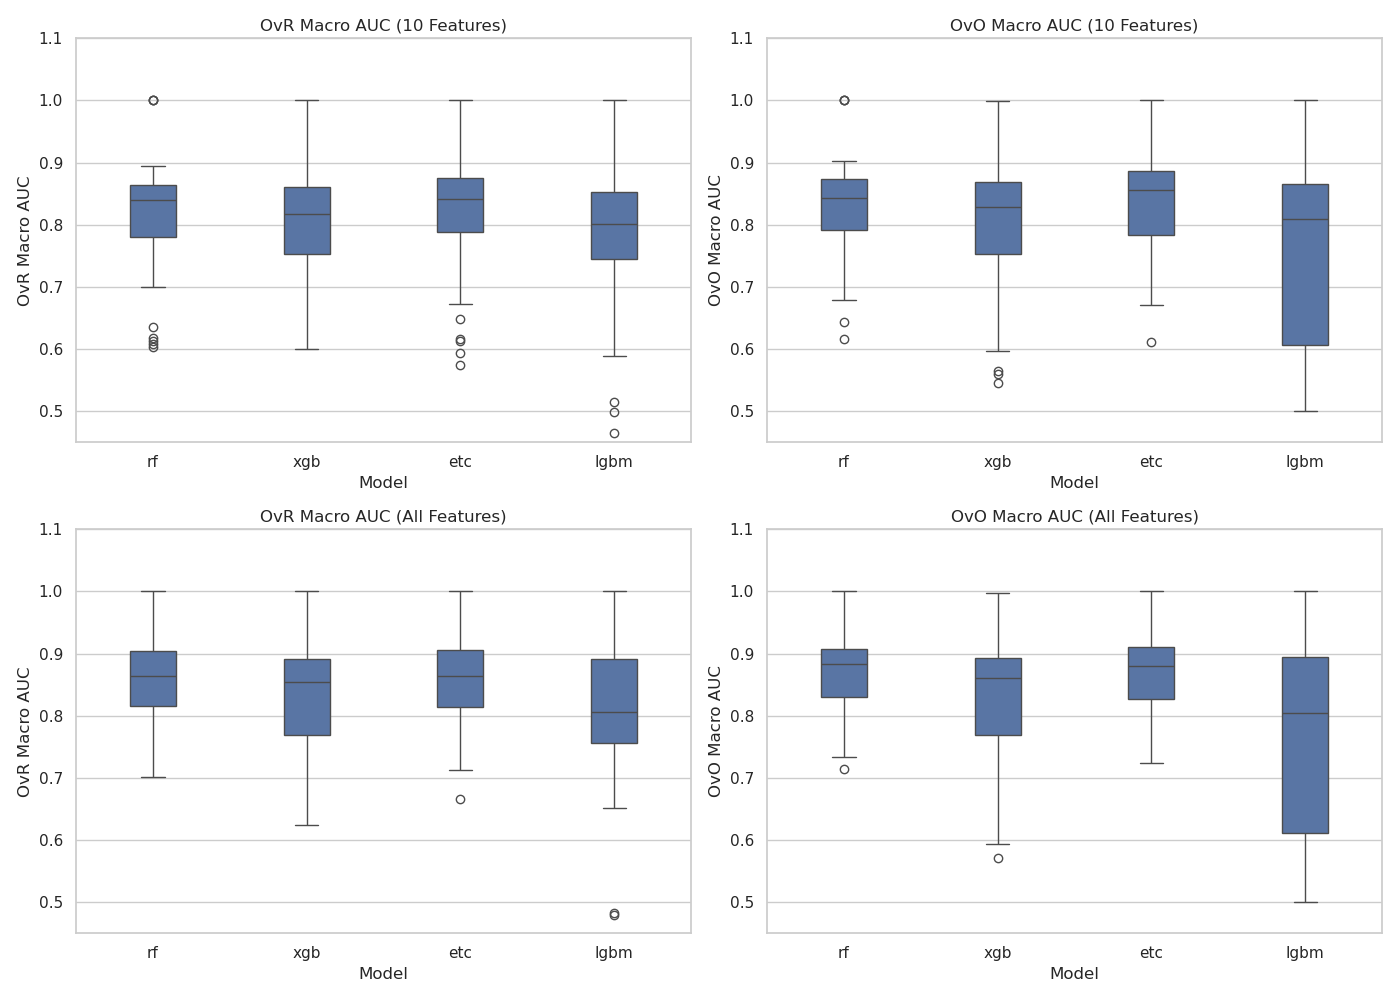 OvR Macro AUC (10 Features)
1.1
1.0
0.9
0.8
0.7
0.6
0.5
OvR Macro AUC
rf xgb etc lgbm
Model
OvO Macro AUC (10 Features)
1.1
1.0
0.9
0.8
0.7
0.6
0.5
OvO Macro AUC
rf xgb etc lgbm
Model
OvR Macro AUC (All Features)
1.1
1.0
0.9
0.8
0.7
0.6
0.5
OvR Macro AUC
rf xgb etc lgbm
Model
OvO Macro AUC (All Features)
1.1
1.0
0.9
0.8
0.7
0.6
0.5
OvO Macro AUC
rf xgb etc lgbm
Model